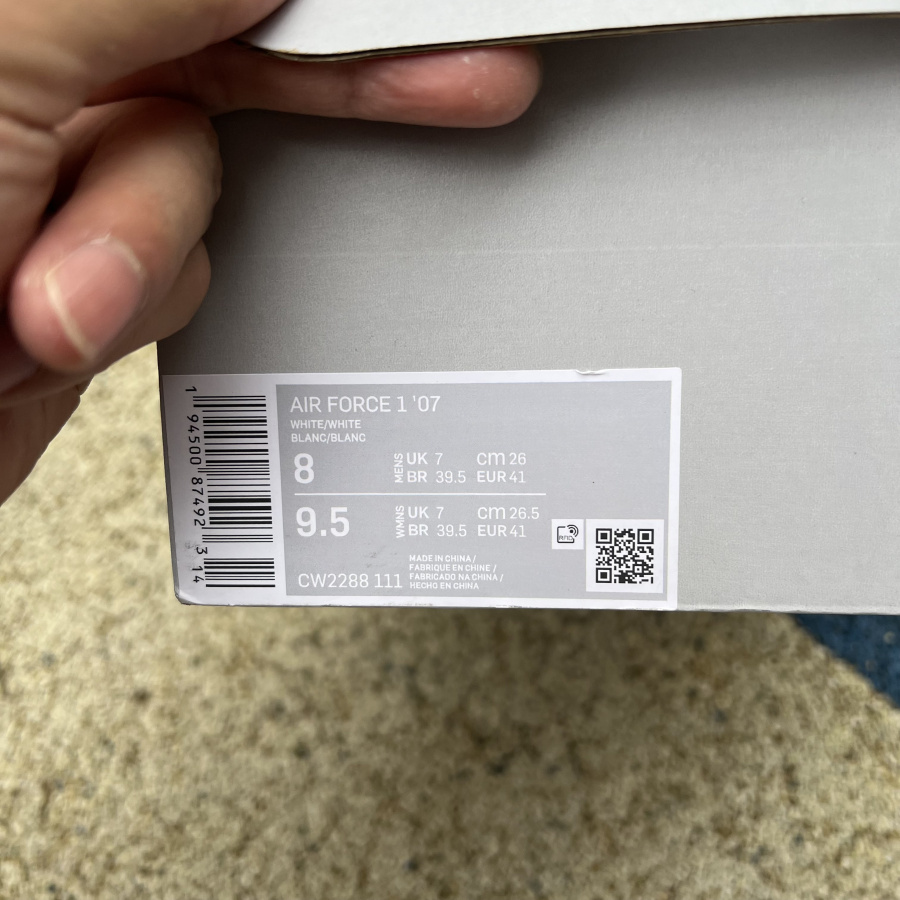 AIR FORCE 1 '07
WHITE/WHITE
BLANC/BLANC
8 MENS UK 7 cm 26
BR 39.5 EUR 41
9.5 WMNS UK 7 cm 26.5
BR 39.5 EUR 41
CW2288 111
MADE IN CHINA /
FABRIQUE EN CHINE /
FABRICADO NA CHINA /
HECHO EN CHINA
1 94500 87492 3 14